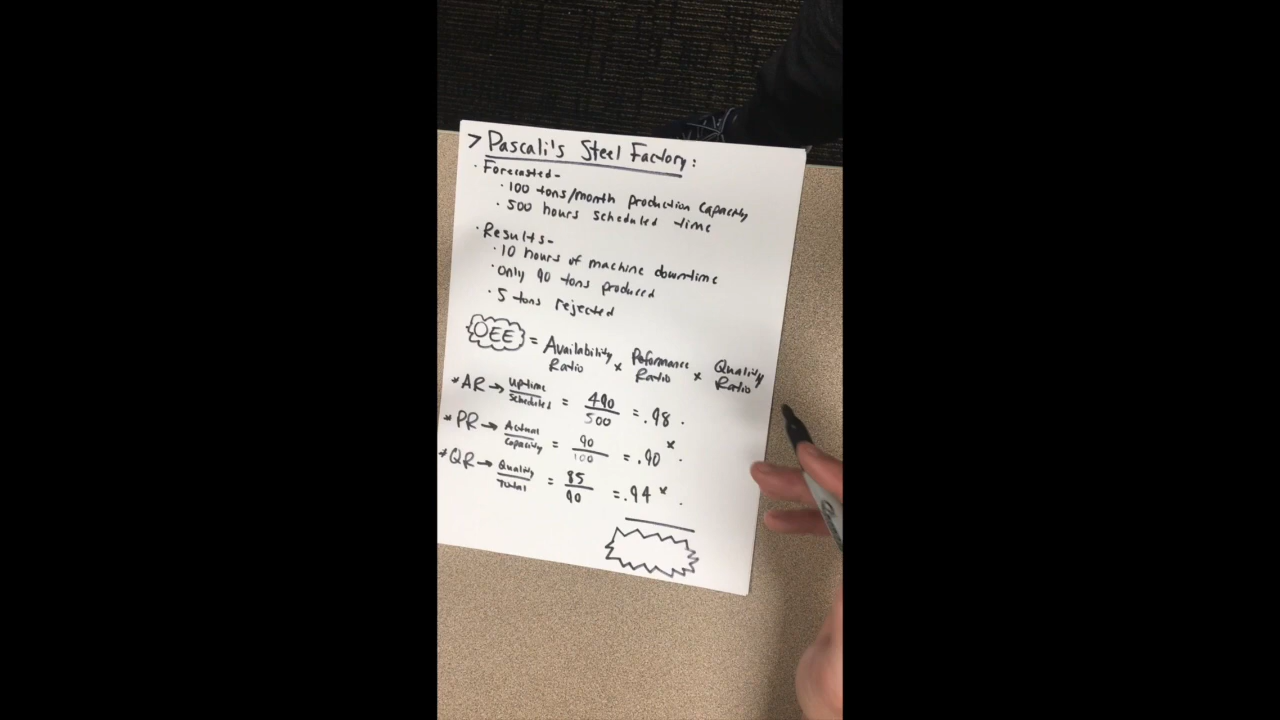 > Pascali's Steel Factory:
· Forecasted-
· 100 tons/month production capacity
· 500 hours scheduled time
· Results-
· 10 hours of machine downtime
· Only 90 tons produced
· 5 tons rejected
OEE = Availability Ratio x Peformance Ratio x Quality Ratio
* AR → Uptime/Scheduled = 490/500 = .98
* PR → Actual/Capacity = 90/100 = .90 x
* QR → Quality/Total = 85/90 = .94 x